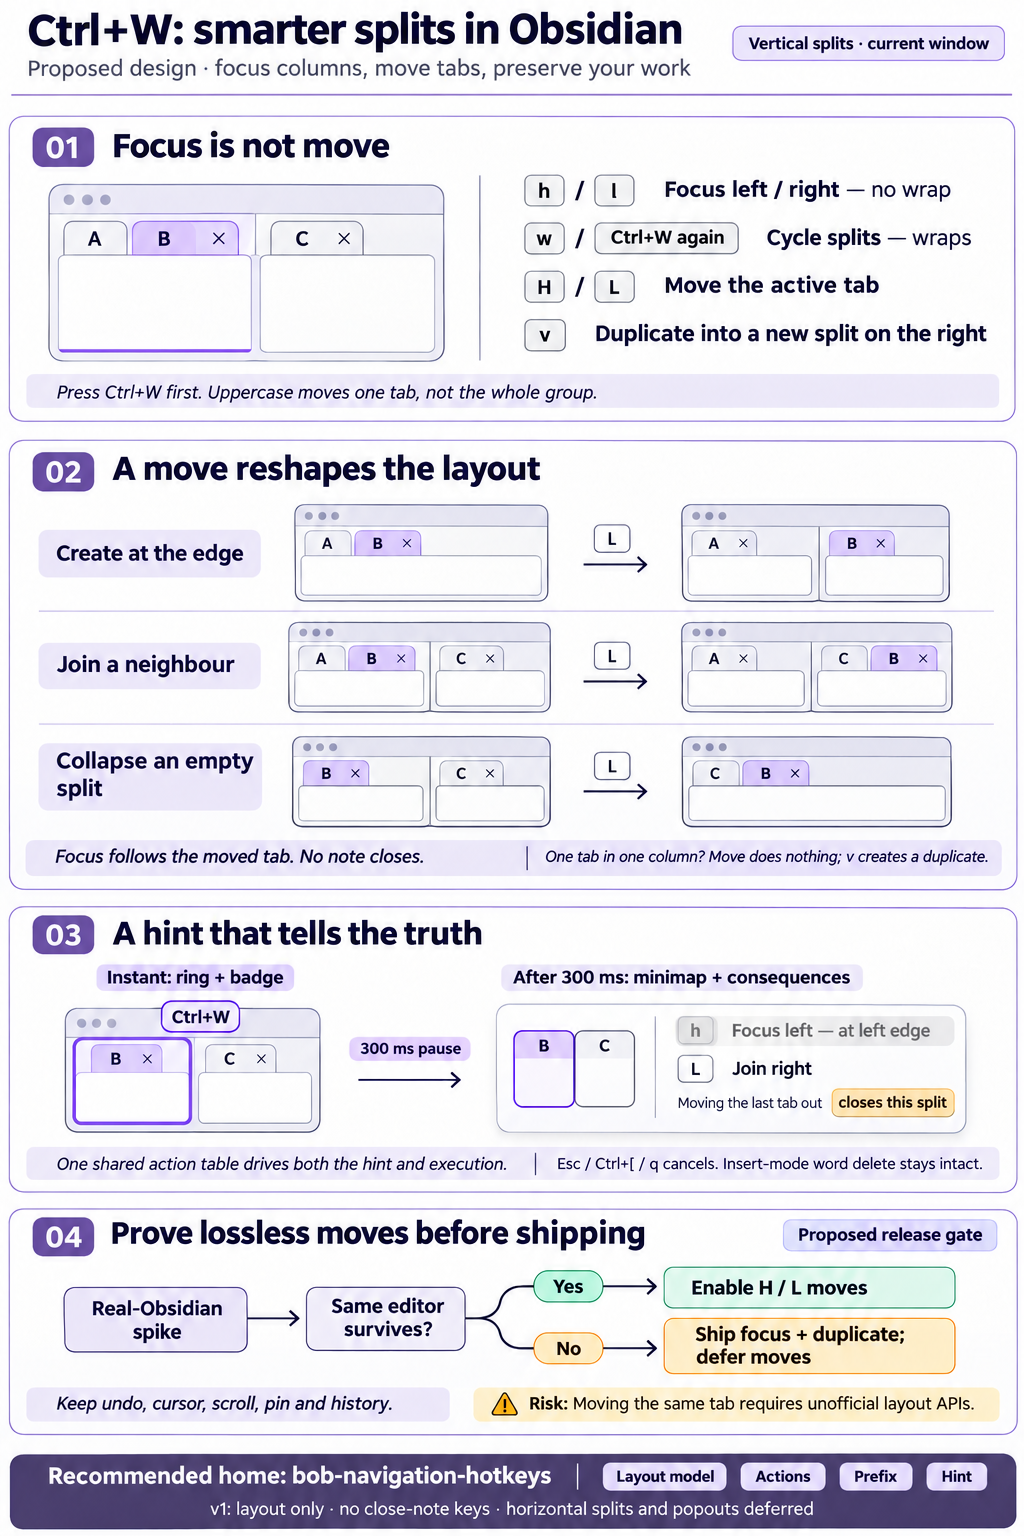 Ctrl+W: smarter splits in Obsidian
Proposed design · focus columns, move tabs, preserve your work
Vertical splits · current window
01 Focus is not move
A B × C ×
h / l Focus left / right — no wrap
w / Ctrl+W again Cycle splits — wraps
H / L Move the active tab
v Duplicate into a new split on the right
Press Ctrl+W first. Uppercase moves one tab, not the whole group.
02 A move reshapes the layout
Create at the edge
A B ×
L
A × B ×
Join a neighbour
A B × C ×
L
A × C B ×
Collapse an empty
split
B × C ×
L
C B ×
Focus follows the moved tab. No note closes.
One tab in one column? Move does nothing; v creates a duplicate.
03 A hint that tells the truth
Instant: ring + badge
Ctrl+W
B × C ×
300 ms pause
After 300 ms: minimap + consequences
B C
h Focus left — at left edge
L Join right
Moving the last tab out closes this split
One shared action table drives both the hint and execution.
Esc / Ctrl+[ / q cancels. Insert-mode word delete stays intact.
04 Prove lossless moves before shipping
Proposed release gate
Real-Obsidian
spike
Same editor
survives?
Yes
Enable H / L moves
No
Ship focus + duplicate;
defer moves
Keep undo, cursor, scroll, pin and history.
Risk: Moving the same tab requires unofficial layout APIs.
Recommended home: bob-navigation-hotkeys
Layout model Actions Prefix Hint
v1: layout only · no close-note keys · horizontal splits and popouts deferred